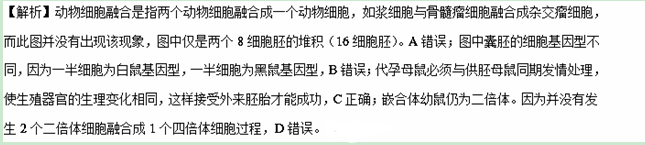 【解析】动物细胞融合是指两个动物细胞融合成一个动物细胞，如浆细胞与骨髓瘤细胞融合成杂交瘤细胞，
而此图并没有出现该现象，图中仅是两个 8 细胞胚的堆积（16 细胞胚）。A 错误；图中囊胚的细胞基因型不
同，因为一半细胞为白鼠基因型，一半细胞为黑鼠基因型，B 错误；代孕母鼠必须与供胚母鼠同期发情处理，
使生殖器官的生理变化相同，这样接受外来胚胎才能成功，C 正确；嵌合体幼鼠仍为二倍体。因为并没有发
生 2 个二倍体细胞融合成 1 个四倍体细胞过程，D 错误。